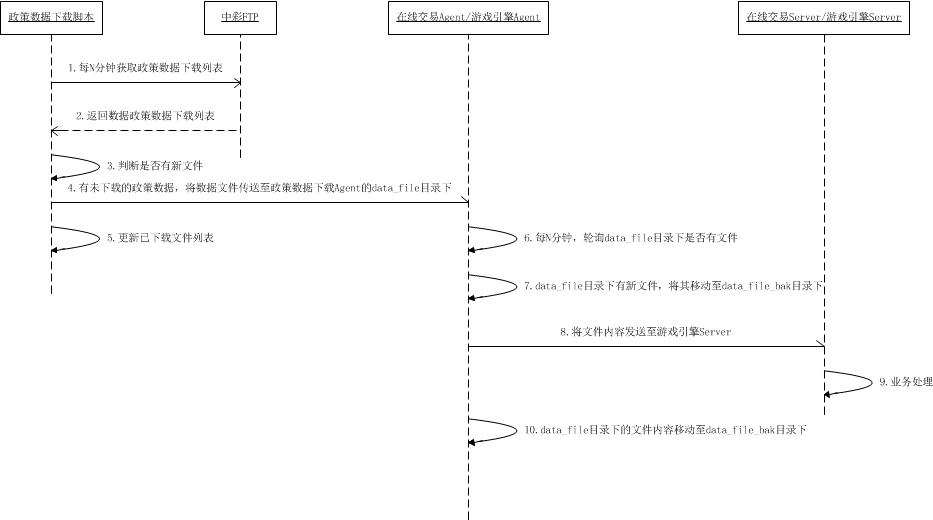 政策数据下载脚本
中彩FTP
在线交易Agent/游戏引擎Agent
在线交易Server/游戏引擎Server
1.每N分钟获取政策数据下载列表
2.返回数据政策数据下载列表
3.判断是否有新文件
4.有未下载的政策数据，将数据文件传送至政策数据下载Agent的data_file目录下
5.更新已下载文件列表
6.每N分钟，轮询data_file目录下是否有文件
7.data_file目录下有新文件，将其移动至data_file_bak目录下
8.将文件内容发送至游戏引擎Server
9.业务处理
10.data_file目录下的文件内容移动至data_file_bak目录下